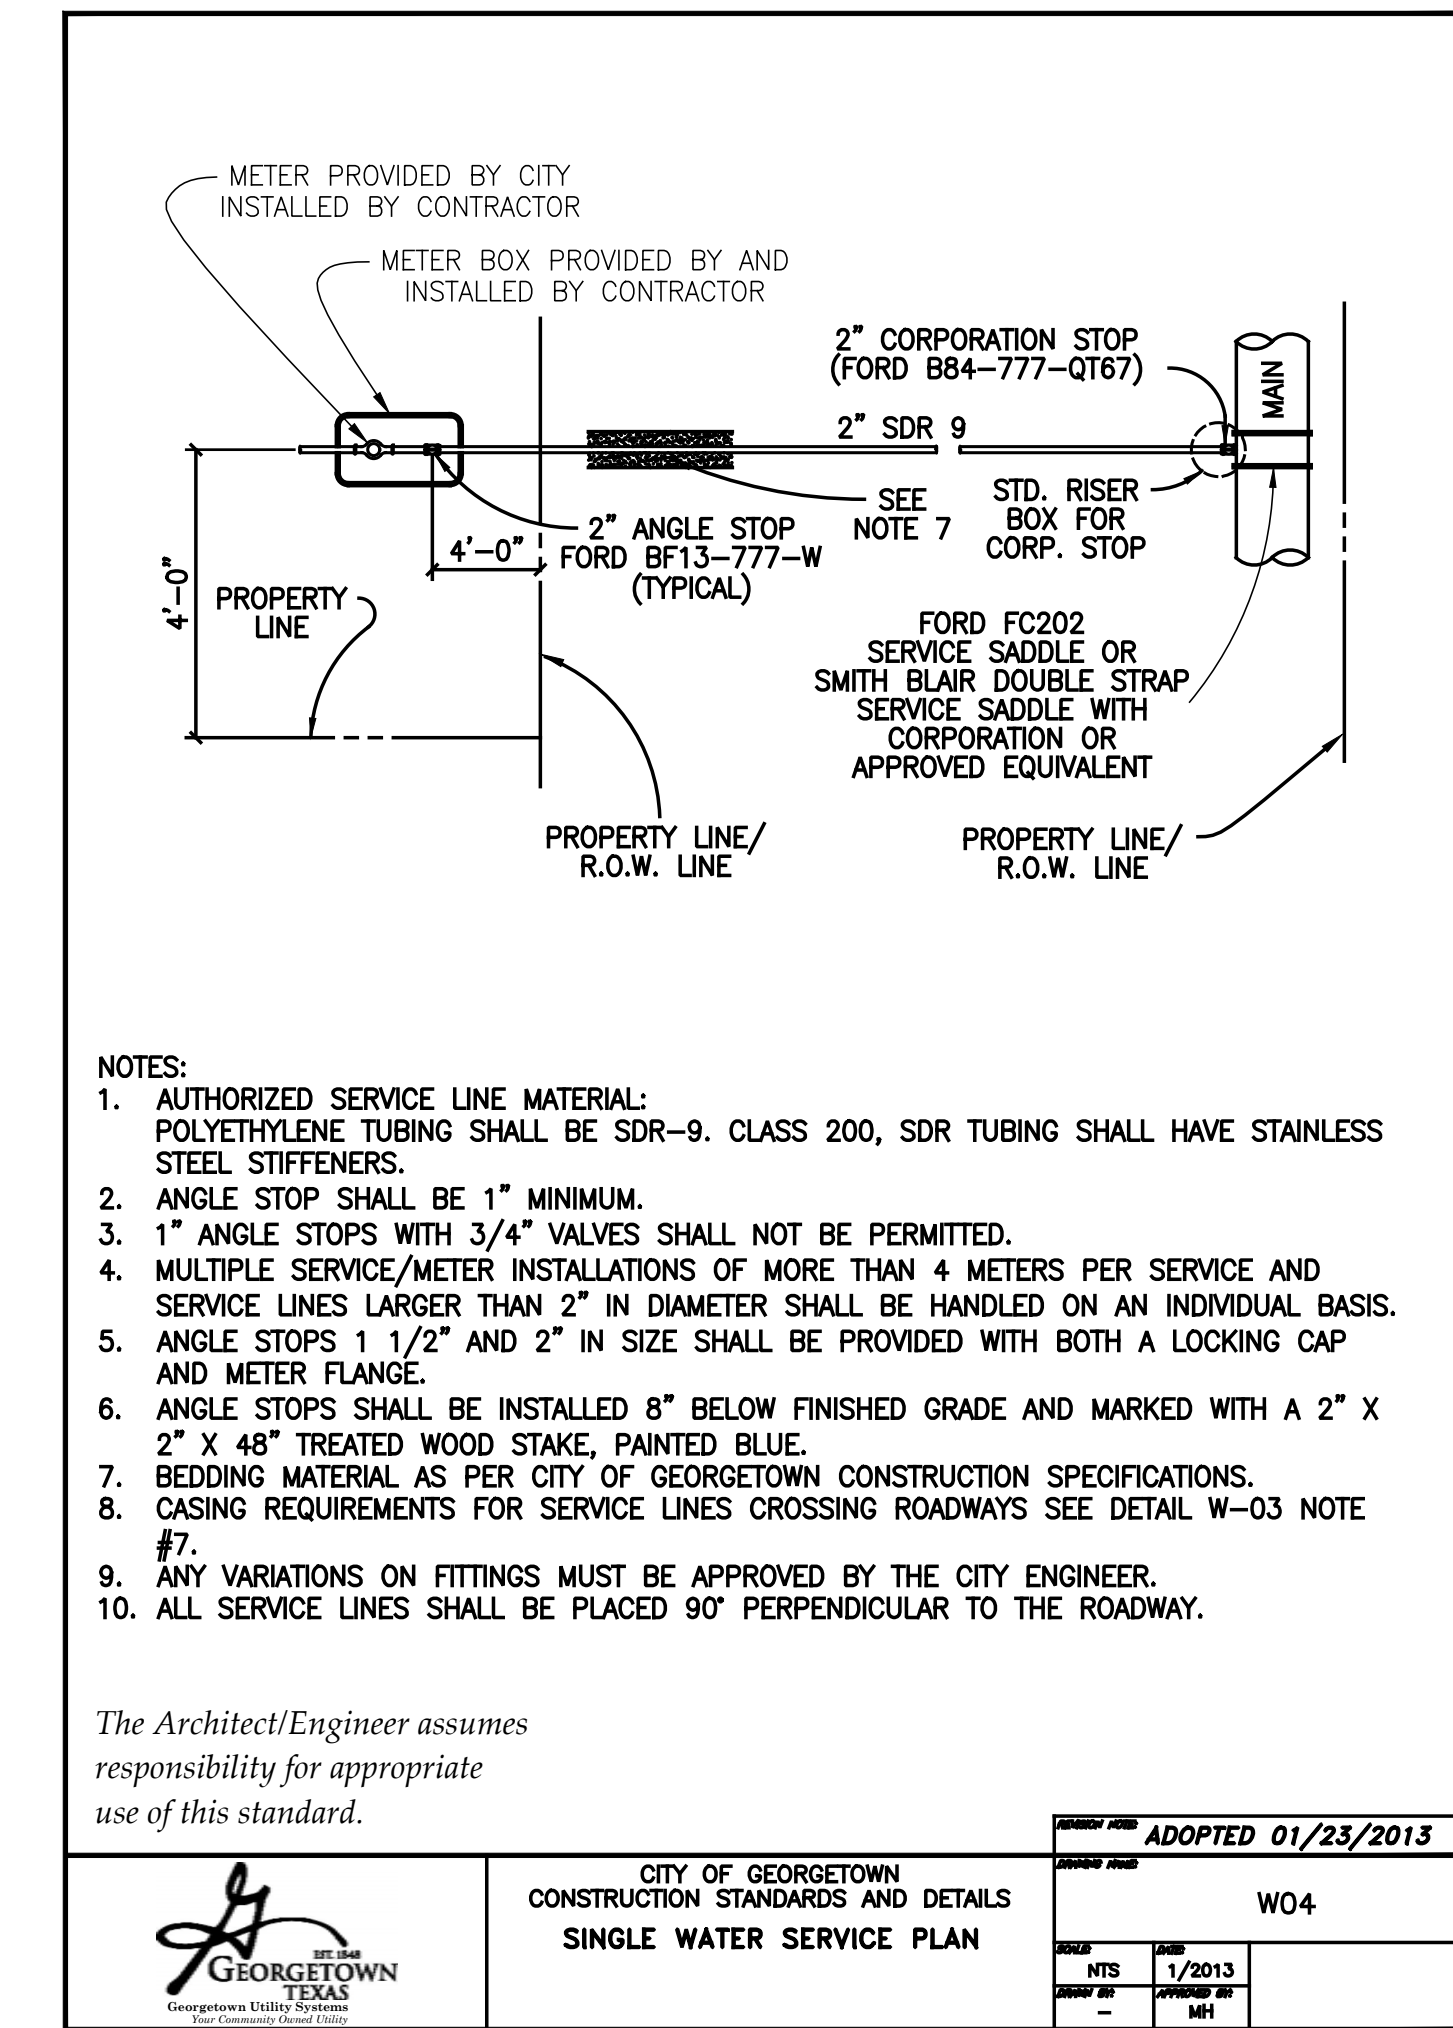 METER PROVIDED BY CITY
INSTALLED BY CONTRACTOR
METER BOX PROVIDED BY AND
INSTALLED BY CONTRACTOR
2” CORPORATION STOP
(FORD B84-777-QT67)
MAIN
2” SDR 9
SEE
NOTE 7
STD. RISER
BOX FOR
CORP. STOP
2” ANGLE STOP
FORD BF13-777-W
(TYPICAL)
4'-0”
4'-0”
PROPERTY
LINE
FORD FC202
SERVICE SADDLE OR
SMITH BLAIR DOUBLE STRAP
SERVICE SADDLE WITH
CORPORATION OR
APPROVED EQUIVALENT
PROPERTY LINE/
R.O.W. LINE
PROPERTY LINE/
R.O.W. LINE
NOTES:
1. AUTHORIZED SERVICE LINE MATERIAL:
POLYETHYLENE TUBING SHALL BE SDR-9. CLASS 200, SDR TUBING SHALL HAVE STAINLESS
STEEL STIFFENERS.
2. ANGLE STOP SHALL BE 1” MINIMUM.
3. 1” ANGLE STOPS WITH 3/4” VALVES SHALL NOT BE PERMITTED.
4. MULTIPLE SERVICE/METER INSTALLATIONS OF MORE THAN 4 METERS PER SERVICE AND
SERVICE LINES LARGER THAN 2” IN DIAMETER SHALL BE HANDLED ON AN INDIVIDUAL BASIS.
5. ANGLE STOPS 1 1/2” AND 2” IN SIZE SHALL BE PROVIDED WITH BOTH A LOCKING CAP
AND METER FLANGE.
6. ANGLE STOPS SHALL BE INSTALLED 8” BELOW FINISHED GRADE AND MARKED WITH A 2” X
2” X 48” TREATED WOOD STAKE, PAINTED BLUE.
7. BEDDING MATERIAL AS PER CITY OF GEORGETOWN CONSTRUCTION SPECIFICATIONS.
8. CASING REQUIREMENTS FOR SERVICE LINES CROSSING ROADWAYS SEE DETAIL W-03 NOTE
#7.
9. ANY VARIATIONS ON FITTINGS MUST BE APPROVED BY THE CITY ENGINEER.
10. ALL SERVICE LINES SHALL BE PLACED 90° PERPENDICULAR TO THE ROADWAY.
The Architect/Engineer assumes
responsibility for appropriate
use of this standard.
REVISION NOTE:
ADOPTED 01/23/2013
EST. 1848
GEORGETOWN
TEXAS
Georgetown Utility Systems
Your Community Owned Utility
CITY OF GEORGETOWN
CONSTRUCTION STANDARDS AND DETAILS
SINGLE WATER SERVICE PLAN
DRAWING NAME:
W04
SCALE:
NTS
DATE:
1/2013
DRAWN BY:
-
APPROVED BY:
MH